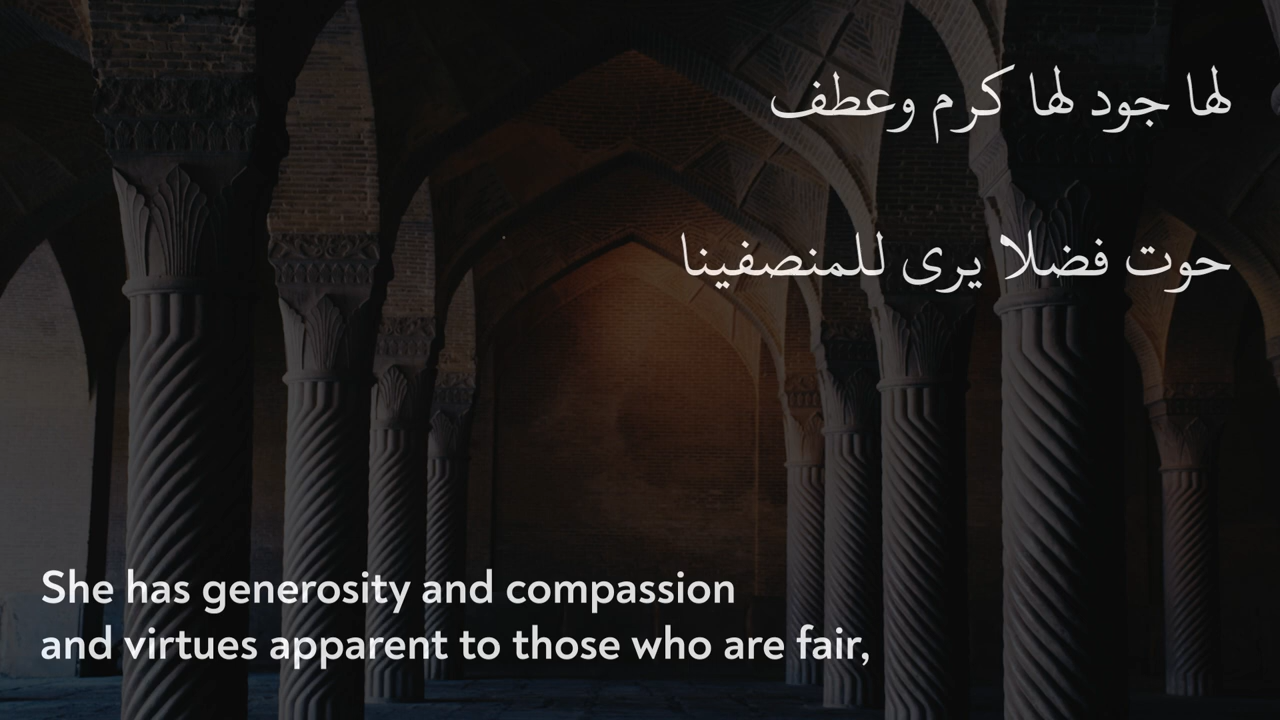 لها جود لها كرم وعطف
حوت فضلا يرى للمنصفينا
She has generosity and compassion
and virtues apparent to those who are fair,